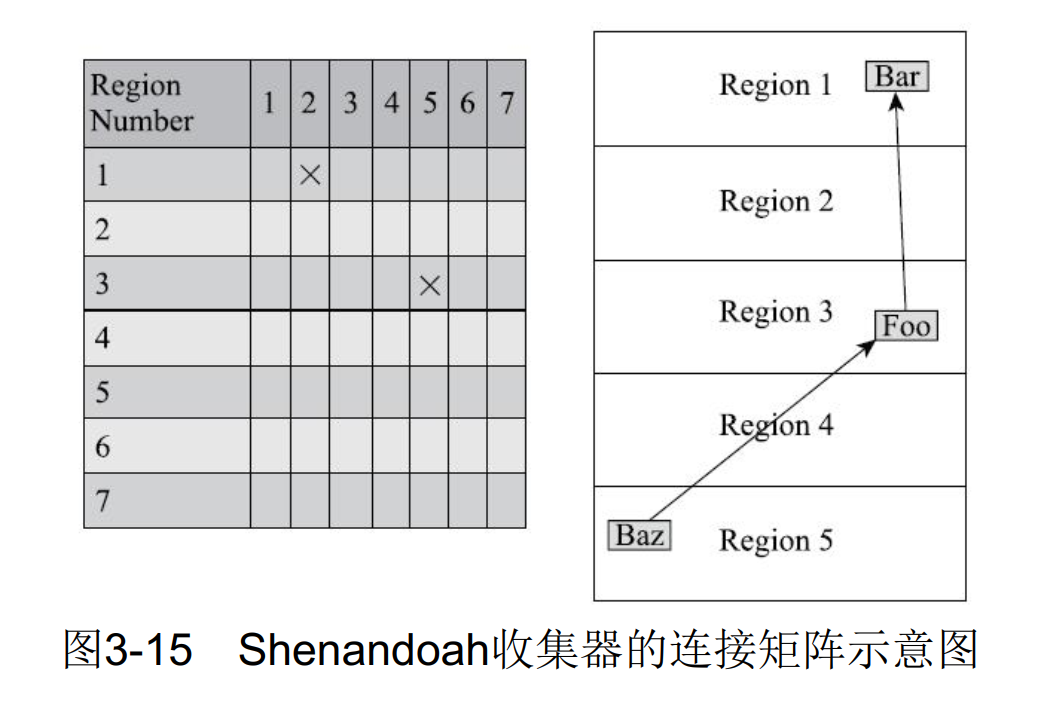 Region Number 1 2 3 4 5 6 7
1 ×
2
3 ×
4
5
6
7
Region 1 Bar
Region 2
Region 3 Foo
Region 4
Baz Region 5
图3-15 Shenandoah收集器的连接矩阵示意图